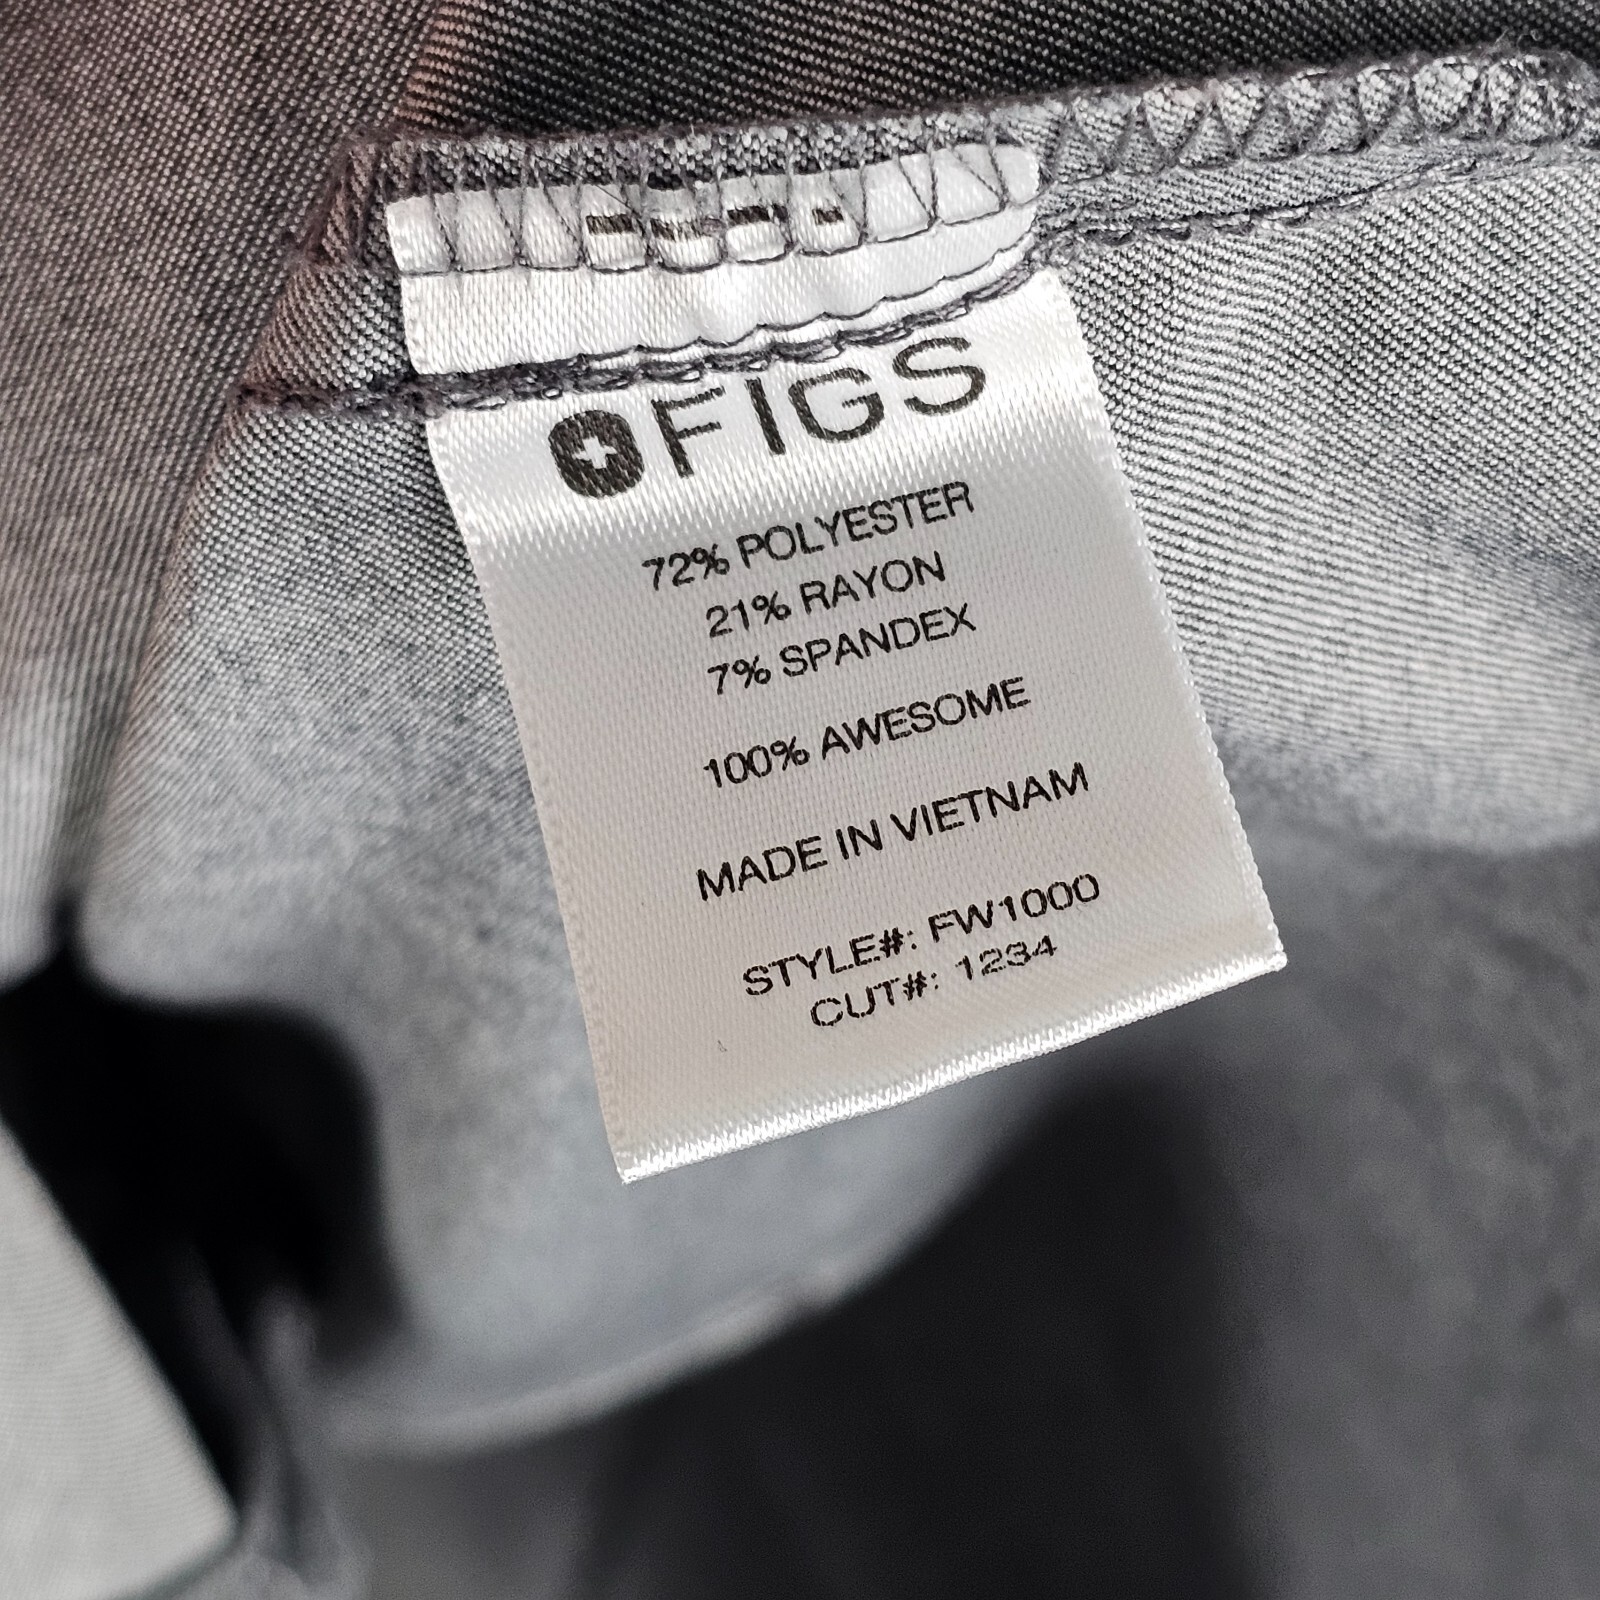 FIGS
72% POLYESTER
21% RAYON
7% SPANDEX
100% AWESOME
MADE IN VIETNAM
STYLE#: FW1000
CUT#: 1234